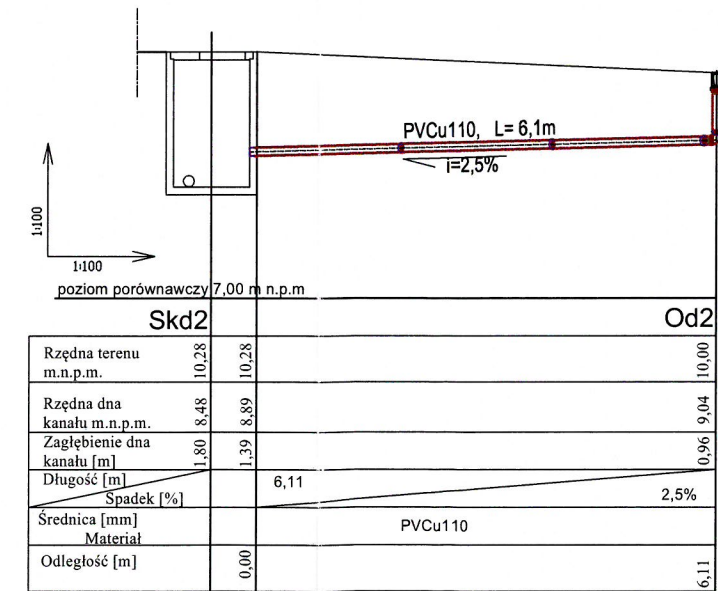 PVCu110, L= 6,1m
i=2,5%
1:100
1:100
poziom porównawczy 7,00 m n.p.m
Skd2 Od2
Rzędna terenu
m.n.p.m. 10,28 10,28 10,00
Rzędna dna
kanału m.n.p.m. 8,48 8,89 9,04
Zagłębienie dna
kanału [m] 1,80 1,39 0,96
Długość [m] 6,11
Spadek [%] 2,5%
Średnica [mm] PVCu110
Materiał
Odległość [m] 0,00 6,11